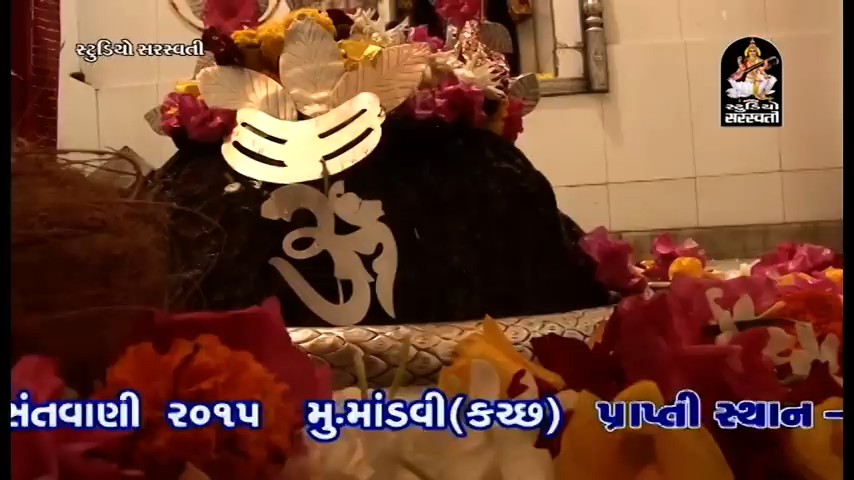 સ્ટુડિયો સરસ્વતી
સ્ટુડિયો
સરસ્વતી
ૐ
સંતવાણી ૨૦૧૫ મુ.માંડવી(કચ્છ) પ્રાપ્તી સ્થાન -